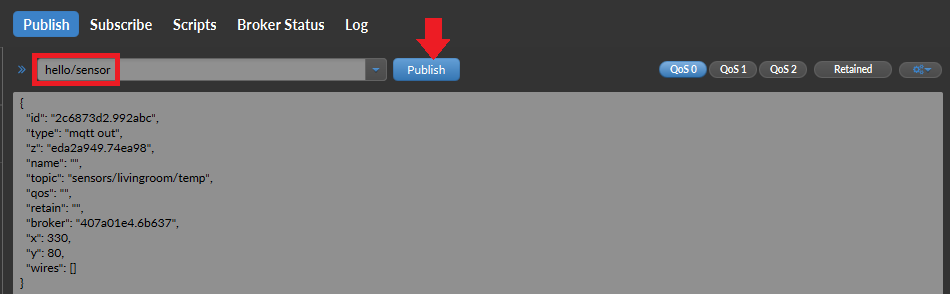 Publish Subscribe Scripts Broker Status Log
hello/sensor Publish QoS 0 QoS 1 QoS 2 Retained
{
"id": "2c6873d2.992abc",
"type": "mqtt out",
"z": "eda2a949.74ea98",
"name": "",
"topic": "sensors/livingroom/temp",
"qos": "",
"retain": "",
"broker": "407a01e4.6b637",
"x": 330,
"y": 80,
"wires": []
}